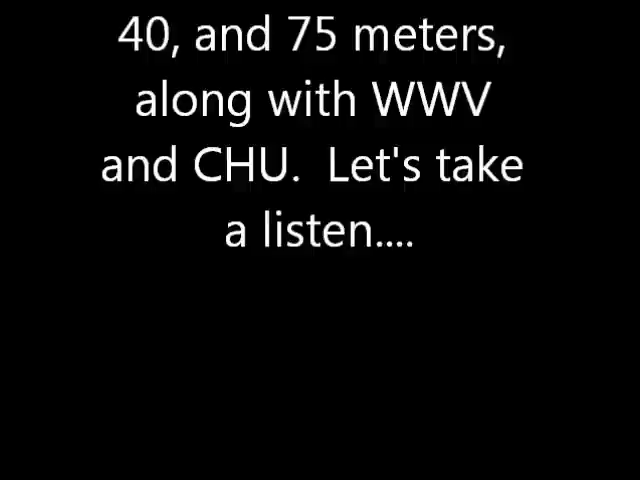 40, and 75 meters,
along with WWV
and CHU.  Let's take
a listen....